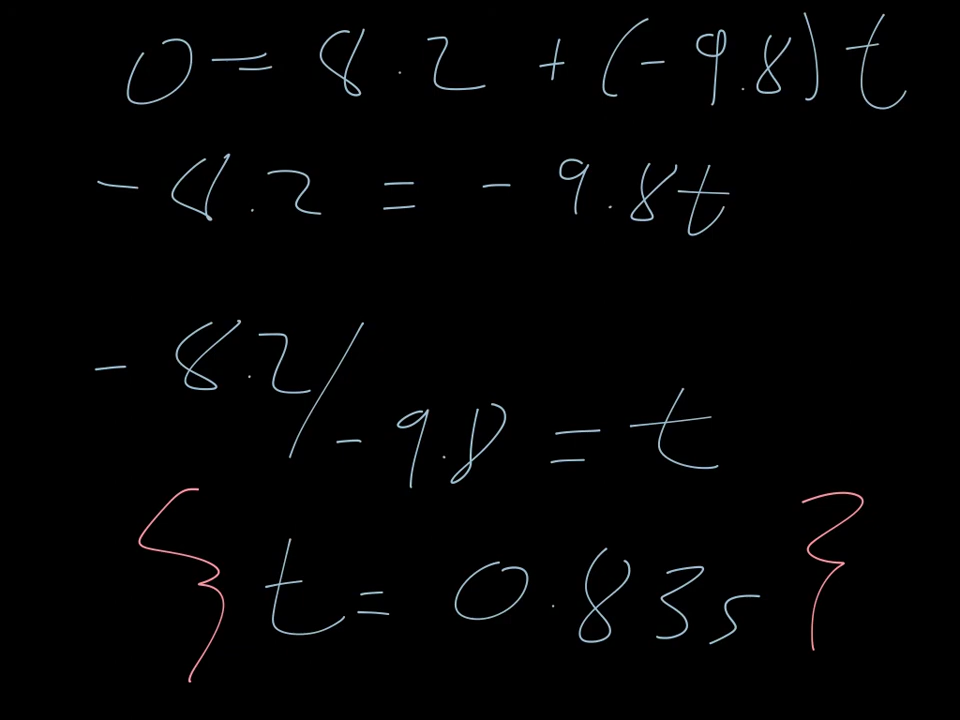 0 = 8.2 + (-9.8)t
-8.2 = -9.8t
-8.2/-9.8 = t
{ t = 0.83s }